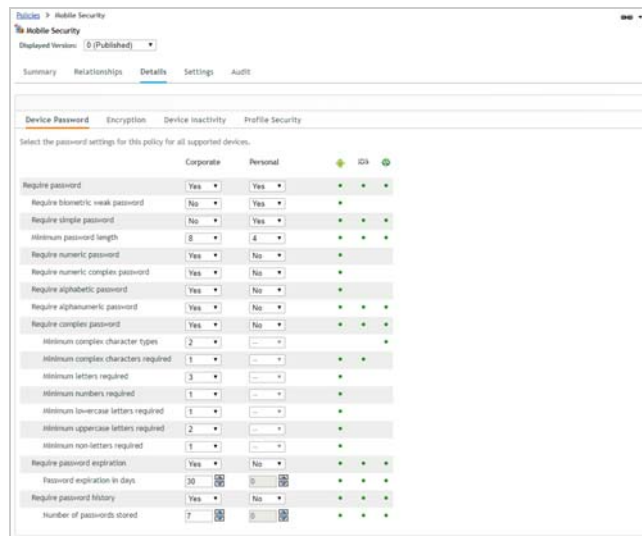 Policies > Mobile Security
Mobile Security
Displayed Version: 0 (Published)
Summary Relationships Details Settings Audit
Device Password Encryption Device Inactivity Profile Security
Select the password settings for this policy for all supported devices.
Corporate Personal iOS
Require password Yes Yes
Require biometric weak password No Yes
Require simple password No Yes
Minimum password length 8 4
Require numeric password Yes No
Require numeric complex password Yes No
Require alphabetic password Yes No
Require alphanumeric password Yes No
Require complex password Yes No
Minimum complex character types 2 --
Minimum complex characters required 1 --
Minimum letters required 3 --
Minimum numbers required 1 --
Minimum lowercase letters required 1 --
Minimum uppercase letters required 2 --
Minimum non-letters required 1 --
Require password expiration Yes No
Password expiration in days 30 0
Require password history Yes No
Number of passwords stored 7 0